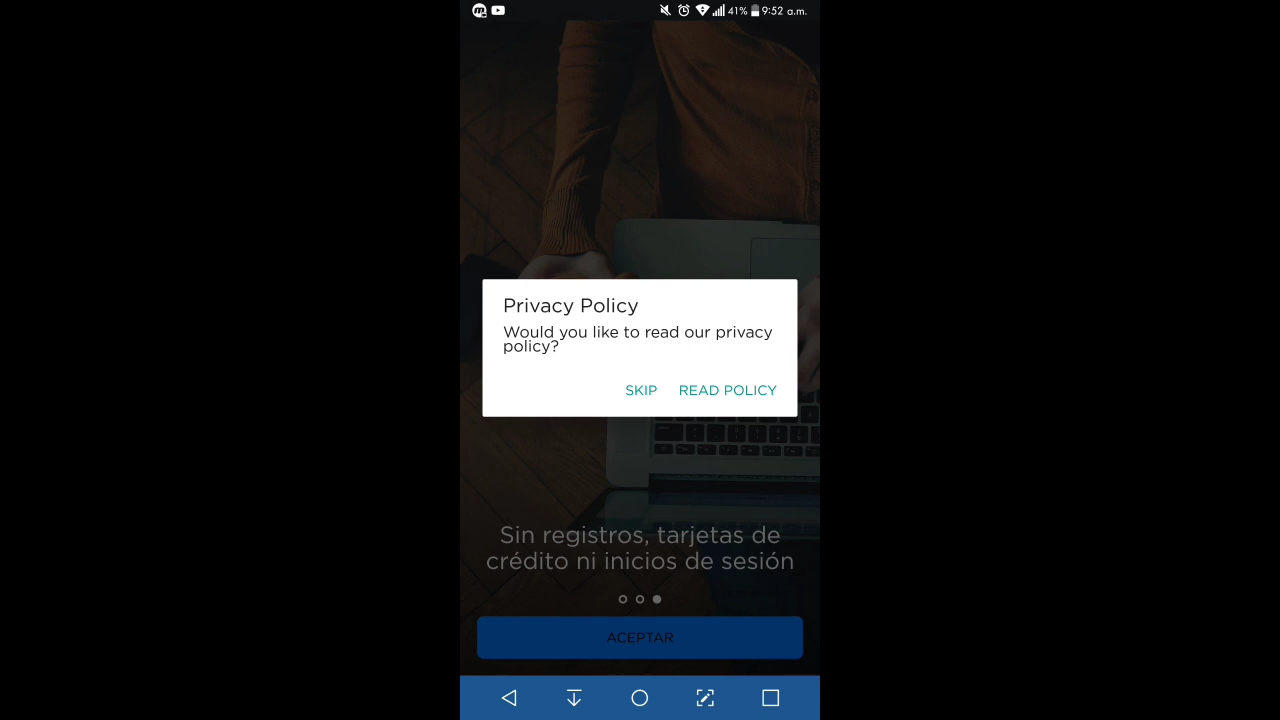 41% 9:52 a.m.
Privacy Policy
Would you like to read our privacy
policy?
SKIP READ POLICY
Sin registros, tarjetas de
crédito ni inicios de sesión
ACEPTAR